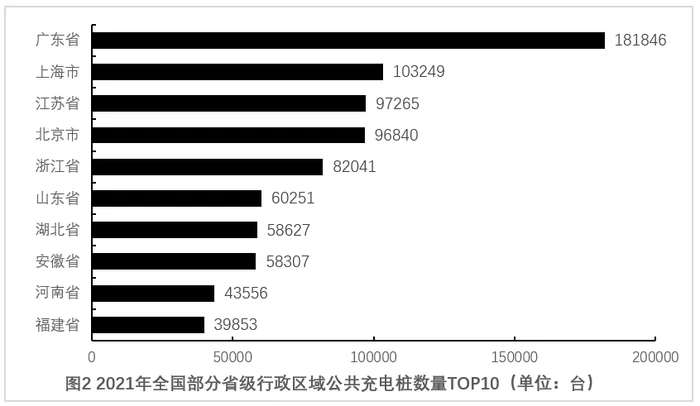 广东省 181846
上海市 103249
江苏省 97265
北京市 96840
浙江省 82041
山东省 60251
湖北省 58627
安徽省 58307
河南省 43556
福建省 39853
0 50000 100000 150000 200000
图2 2021年全国部分省级行政区域公共充电桩数量TOP10（单位：台）